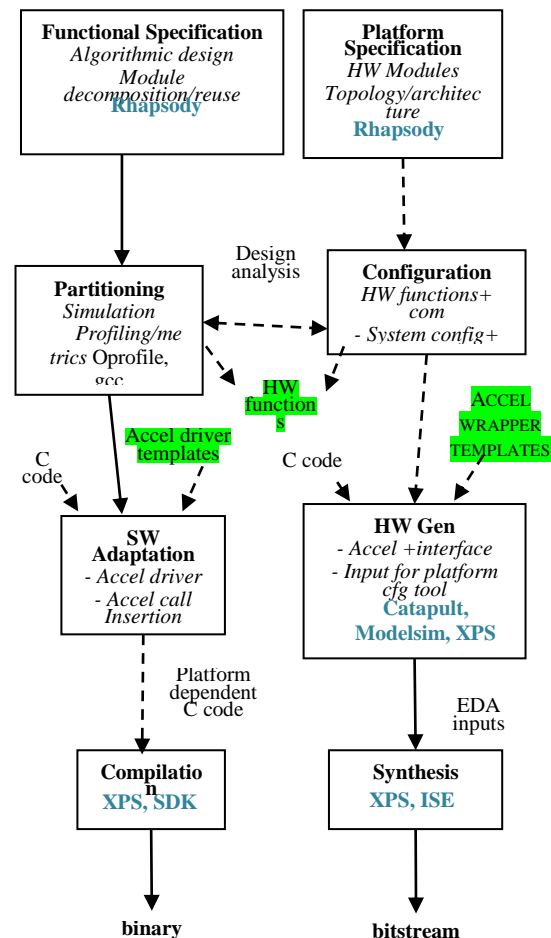 Functional Specification
Algorithmic design
Module
decomposition/reuse
Rhapsody
Platform
Specification
HW Modules
Topology/architec
ture
Rhapsody
Design
analysis
Partitioning
Simulation
Profiling/me
trics Oprofile,
gcc
Configuration
HW functions+
com
- System config+
HW
function
s
Accel driver
templates
C
code
ACCEL
WRAPPER
TEMPLATES
C code
SW
Adaptation
- Accel driver
- Accel call
Insertion
HW Gen
- Accel +interface
- Input for platform
cfg tool
Catapult,
Modelsim, XPS
Platform
dependent
C code
EDA
inputs
Compilatio
n
XPS, SDK
Synthesis
XPS, ISE
binary
bitstream